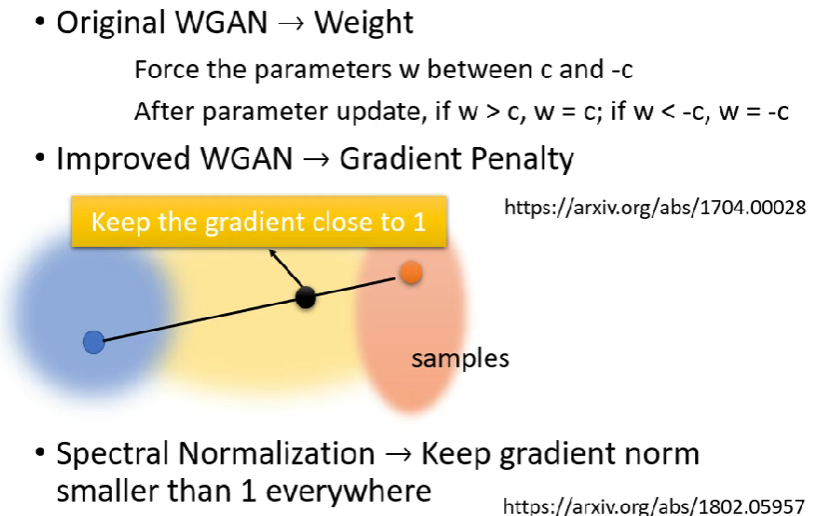 • Original WGAN → Weight
Force the parameters w between c and -c
After parameter update, if w > c, w = c; if w < -c, w = -c
• Improved WGAN → Gradient Penalty
https://arxiv.org/abs/1704.00028
Keep the gradient close to 1
samples
• Spectral Normalization → Keep gradient norm
smaller than 1 everywhere
https://arxiv.org/abs/1802.05957